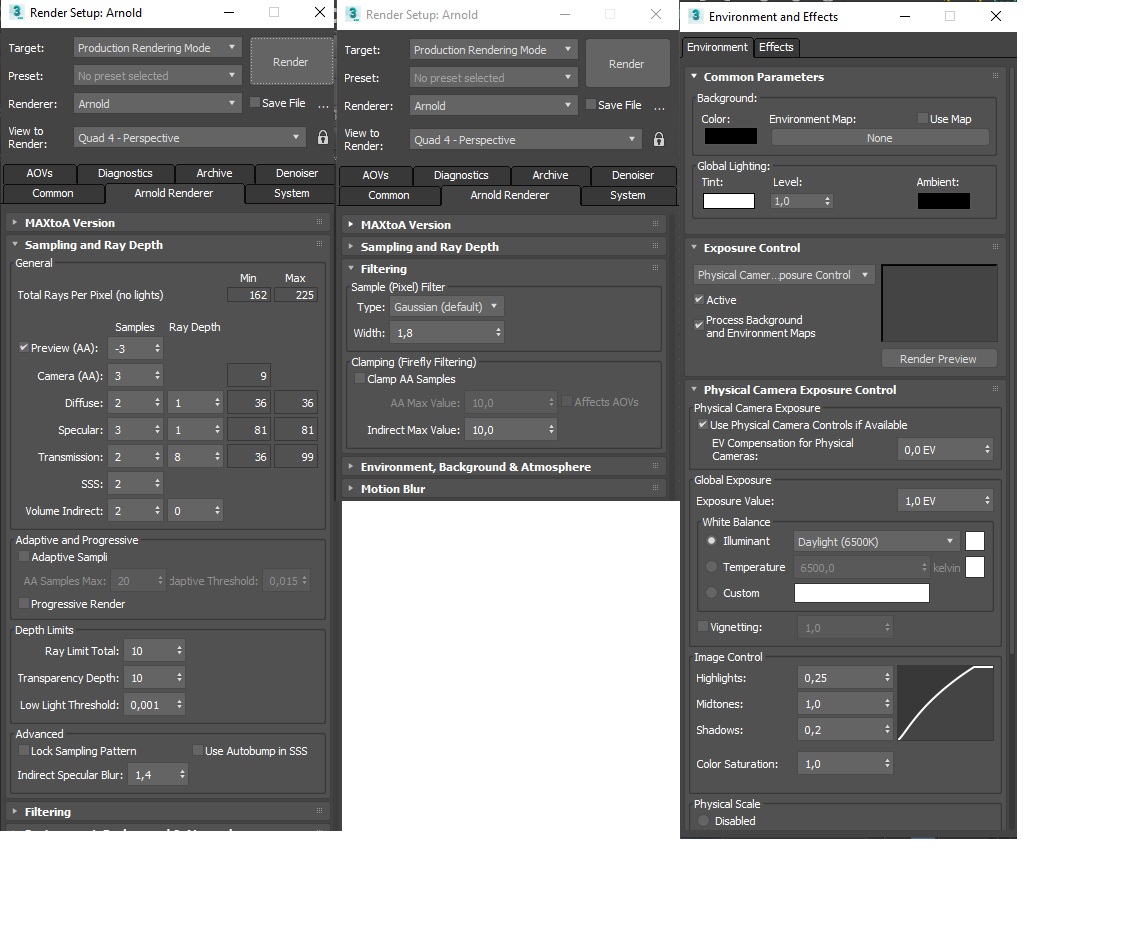 Render Setup: Arnold
Target: Production Rendering Mode
Render
Preset: No preset selected
Renderer: Arnold
Save File ...
View to
Render: Quad 4 - Perspective
AOVs Diagnostics Archive Denoiser
Common Arnold Renderer System
MAXtoA Version
Sampling and Ray Depth
General
Min Max
Total Rays Per Pixel (no lights) 162 225
Samples Ray Depth
Preview (AA): -3
Camera (AA): 3 9
Diffuse: 2 1 36 36
Specular: 3 1 81 81
Transmission: 2 8 36 99
SSS: 2
Volume Indirect: 2 0
Adaptive and Progressive
Adaptive Sampli
AA Samples Max: 20 daptive Threshold: 0,015
Progressive Render
Depth Limits
Ray Limit Total: 10
Transparency Depth: 10
Low Light Threshold: 0,001
Advanced
Lock Sampling Pattern Use Autobump in SSS
Indirect Specular Blur: 1,4
Filtering
Render Setup: Arnold
Target: Production Rendering Mode
Render
Preset: No preset selected
Renderer: Arnold
Save File ...
View to
Render: Quad 4 - Perspective
AOVs Diagnostics Archive Denoiser
Common Arnold Renderer System
MAXtoA Version
Sampling and Ray Depth
Filtering
Sample (Pixel) Filter
Type: Gaussian (default)
Width: 1,8
Clamping (Firefly Filtering)
Clamp AA Samples
AA Max Value: 10,0 Affects AOVs
Indirect Max Value: 10,0
Environment, Background & Atmosphere
Motion Blur
Environment and Effects
Environment Effects
Common Parameters
Background:
Color: Environment Map: Use Map
None
Global Lighting:
Tint: Level: Ambient:
1,0
Exposure Control
Physical Camer...posure Control
Active
Process Background
and Environment Maps
Render Preview
Physical Camera Exposure Control
Physical Camera Exposure
Use Physical Camera Controls if Available
EV Compensation for Physical
Cameras: 0,0 EV
Global Exposure
Exposure Value: 1,0 EV
White Balance
Illuminant Daylight (6500K)
Temperature 6500,0 kelvin
Custom
Vignetting: 1,0
Image Control
Highlights: 0,25
Midtones: 1,0
Shadows: 0,2
Color Saturation: 1,0
Physical Scale
Disabled